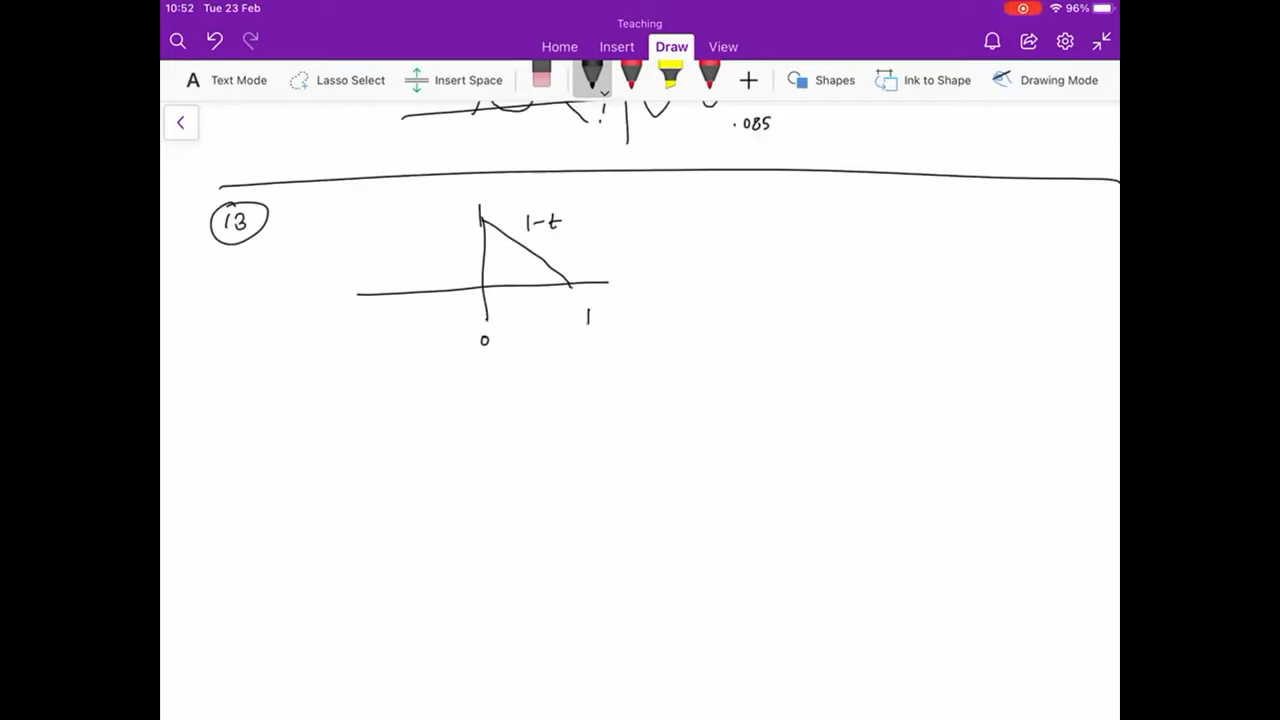 10:52 Tue 23 Feb
96%
Teaching
Home Insert Draw View
A Text Mode Lasso Select Insert Space Shapes Ink to Shape Drawing Mode
.085
13
1-t
1
0